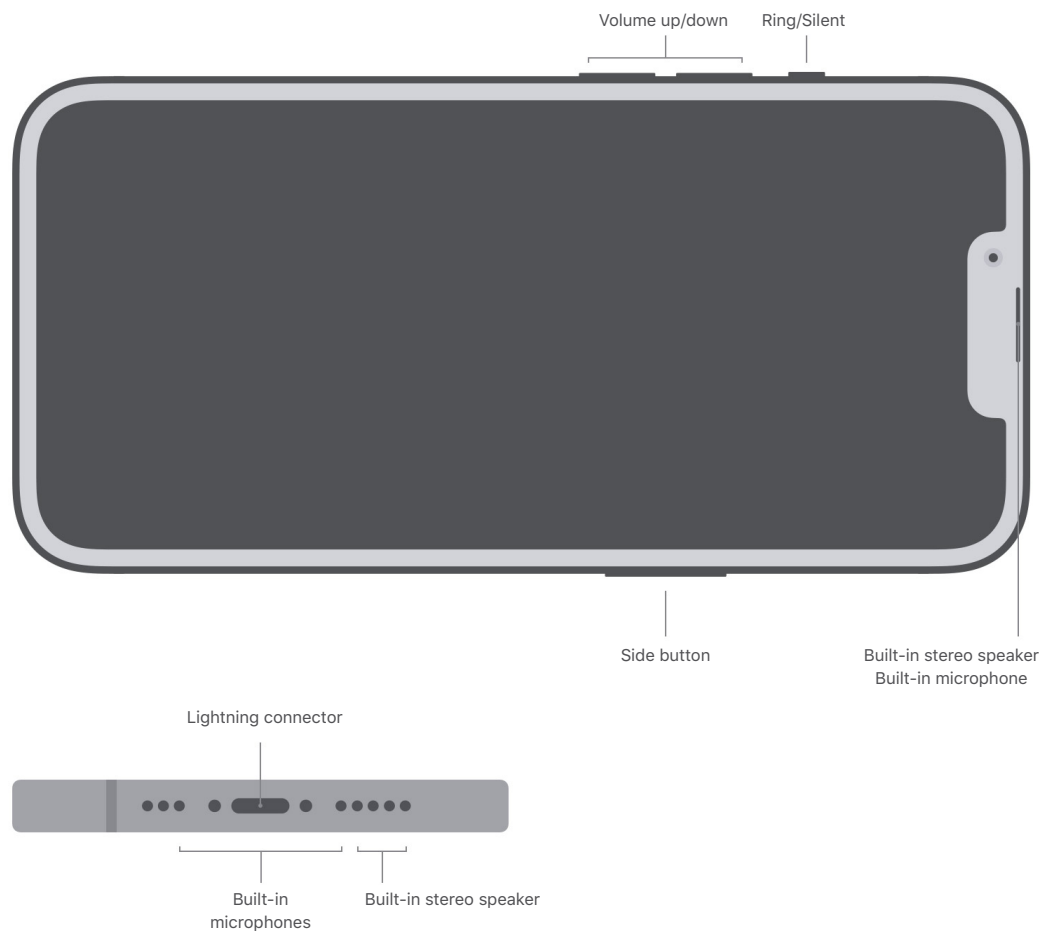 Volume up/down
Ring/Silent
Side button
Built-in stereo speaker
Built-in microphone
Lightning connector
Built-in
microphones
Built-in stereo speaker